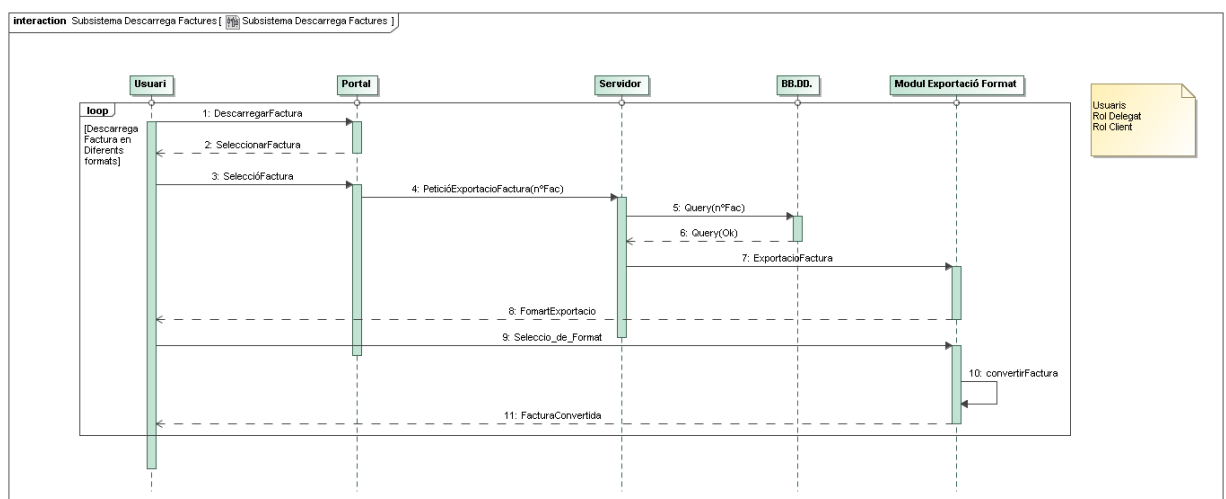 interaction Subsistema Descarrega Factures [ Subsistema Descarrega Factures ]
Usuari
Portal
Servidor
BB.DD.
Modul Exportació Format
Usuaris
Rol Delegat
Rol Client
loop
[Descarrega
Factura en
Diferents
formats]
1: DescarregarFactura
2: SeleccionarFactura
3: SeleccióFactura
4: PeticióExportacioFactura(nºFac)
5: Query(nºFac)
6: Query(Ok)
7: ExportacioFactura
8: FomartExportacio
9: Seleccio_de_Format
10: convertirFactura
11: FacturaConvertida